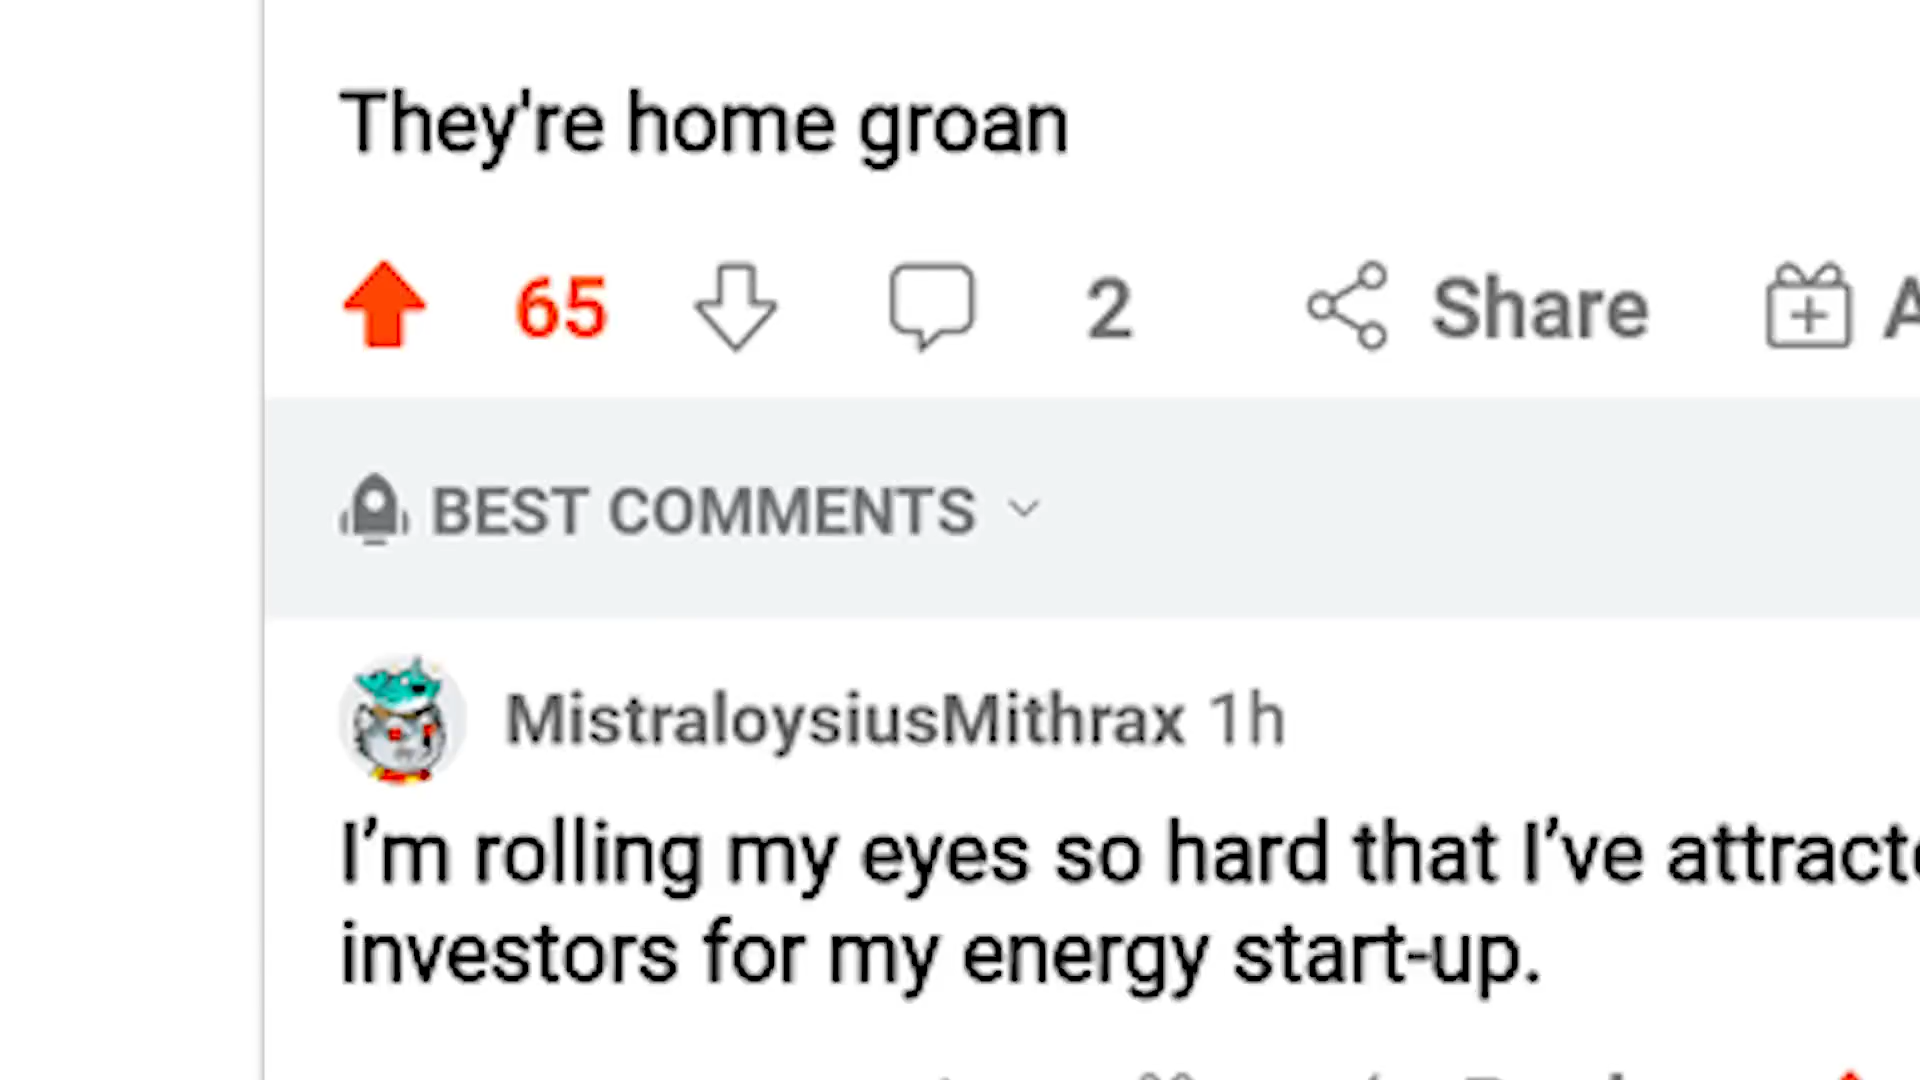 They're home groan
65 2 Share
BEST COMMENTS
MistraloysiusMithrax 1h
I’m rolling my eyes so hard that I’ve
investors for my energy start-up.